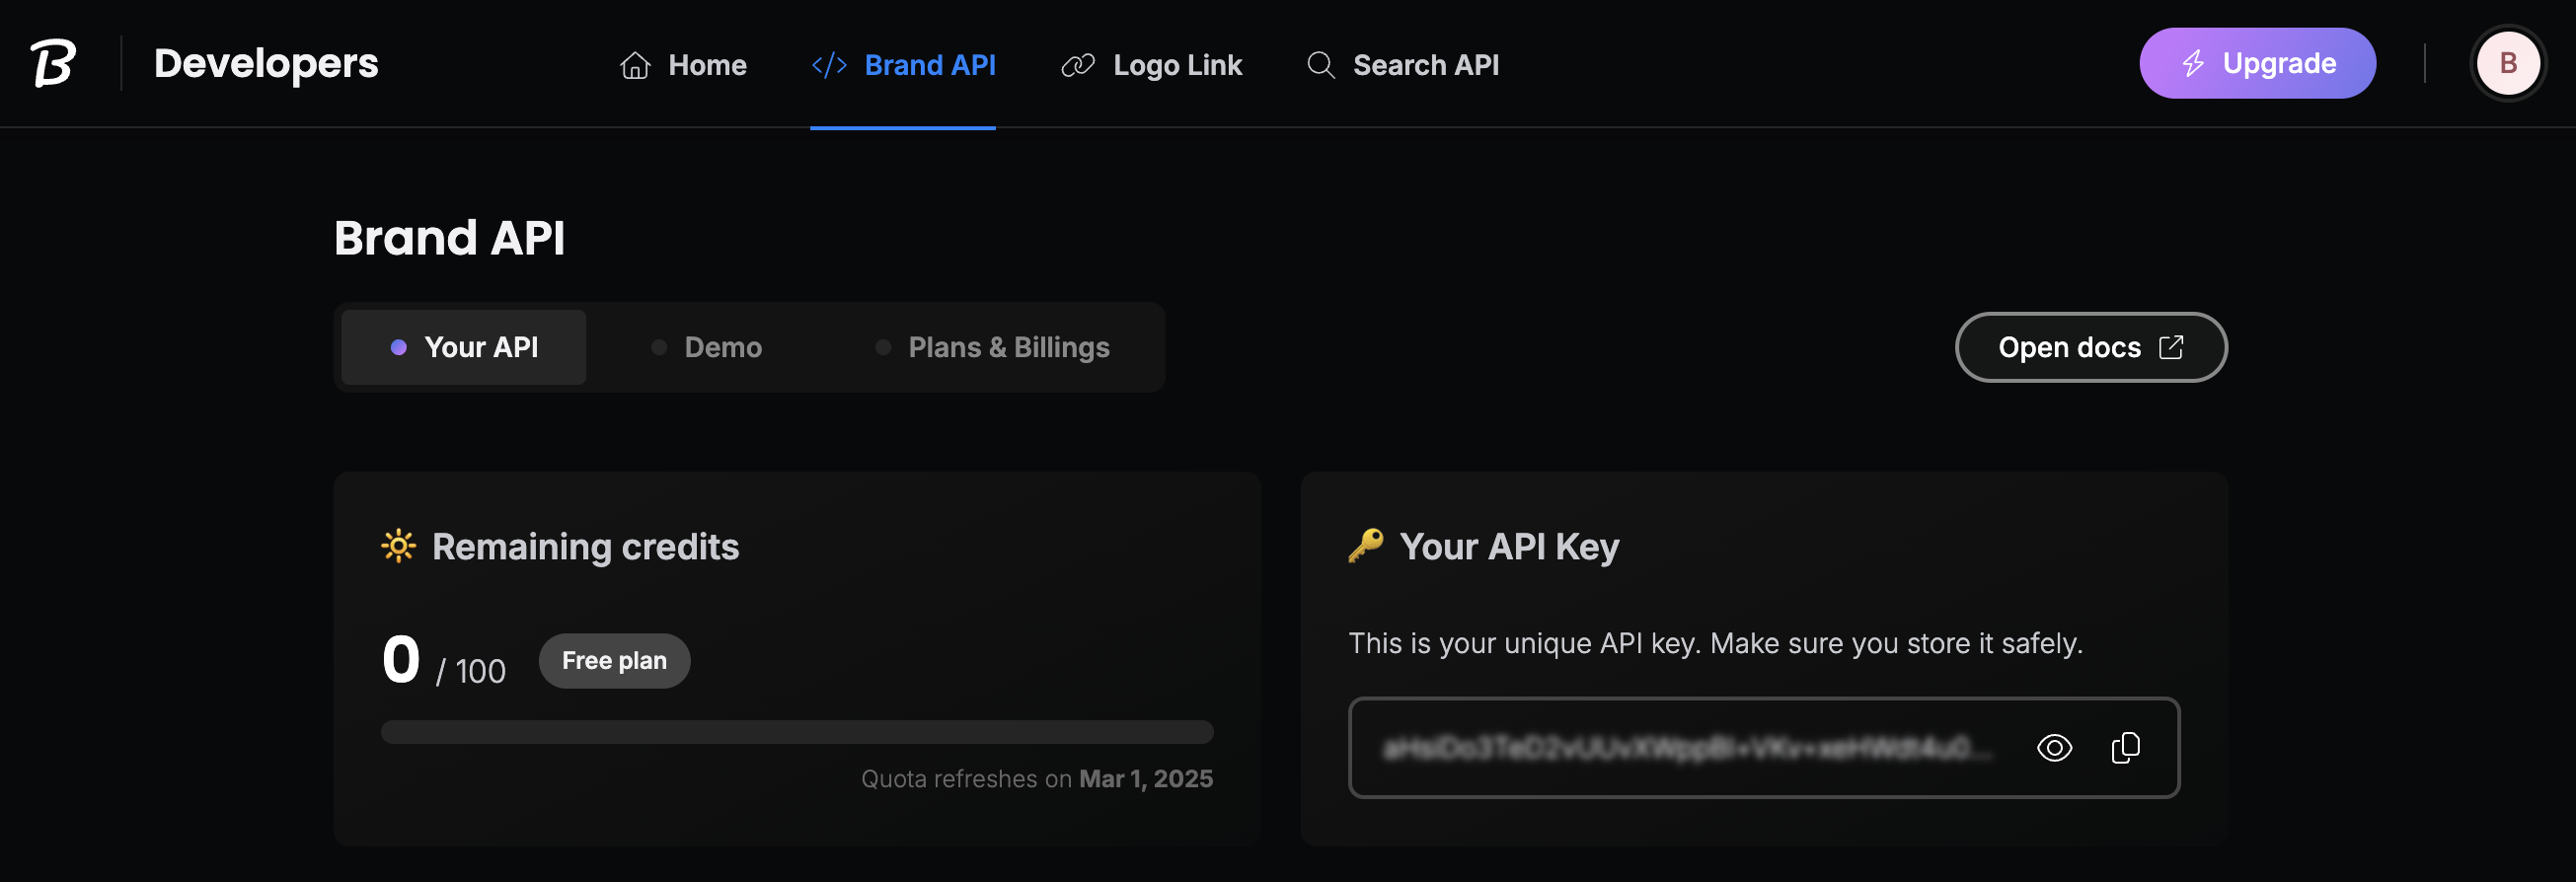 B
Developers
Home
Brand API
Logo Link
Search API
Upgrade
B
Brand API
Your API
Demo
Plans & Billings
Open docs
Remaining credits
0 / 100
Free plan
Quota refreshes on Mar 1, 2025
Your API Key
This is your unique API key. Make sure you store it safely.